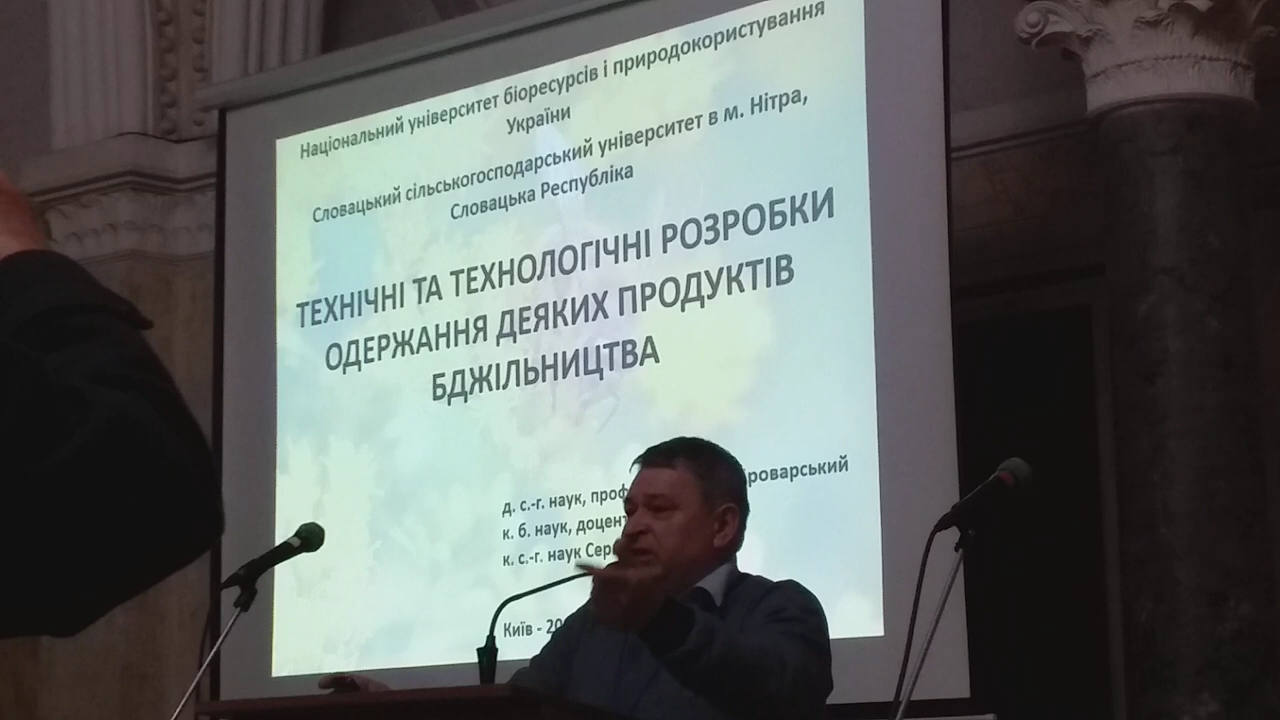 Національний університет біоресурсів і природокористування
України
Словацький сільськогосподарський університет в м. Нітра,
Словацька Республіка
ТЕХНІЧНІ ТА ТЕХНОЛОГІЧНІ РОЗРОБКИ
ОДЕРЖАННЯ ДЕЯКИХ ПРОДУКТІВ
БДЖІЛЬНИЦТВА
д. с.-г. наук,
к. б. наук, доцент
к. с.-г. наук
Київ -